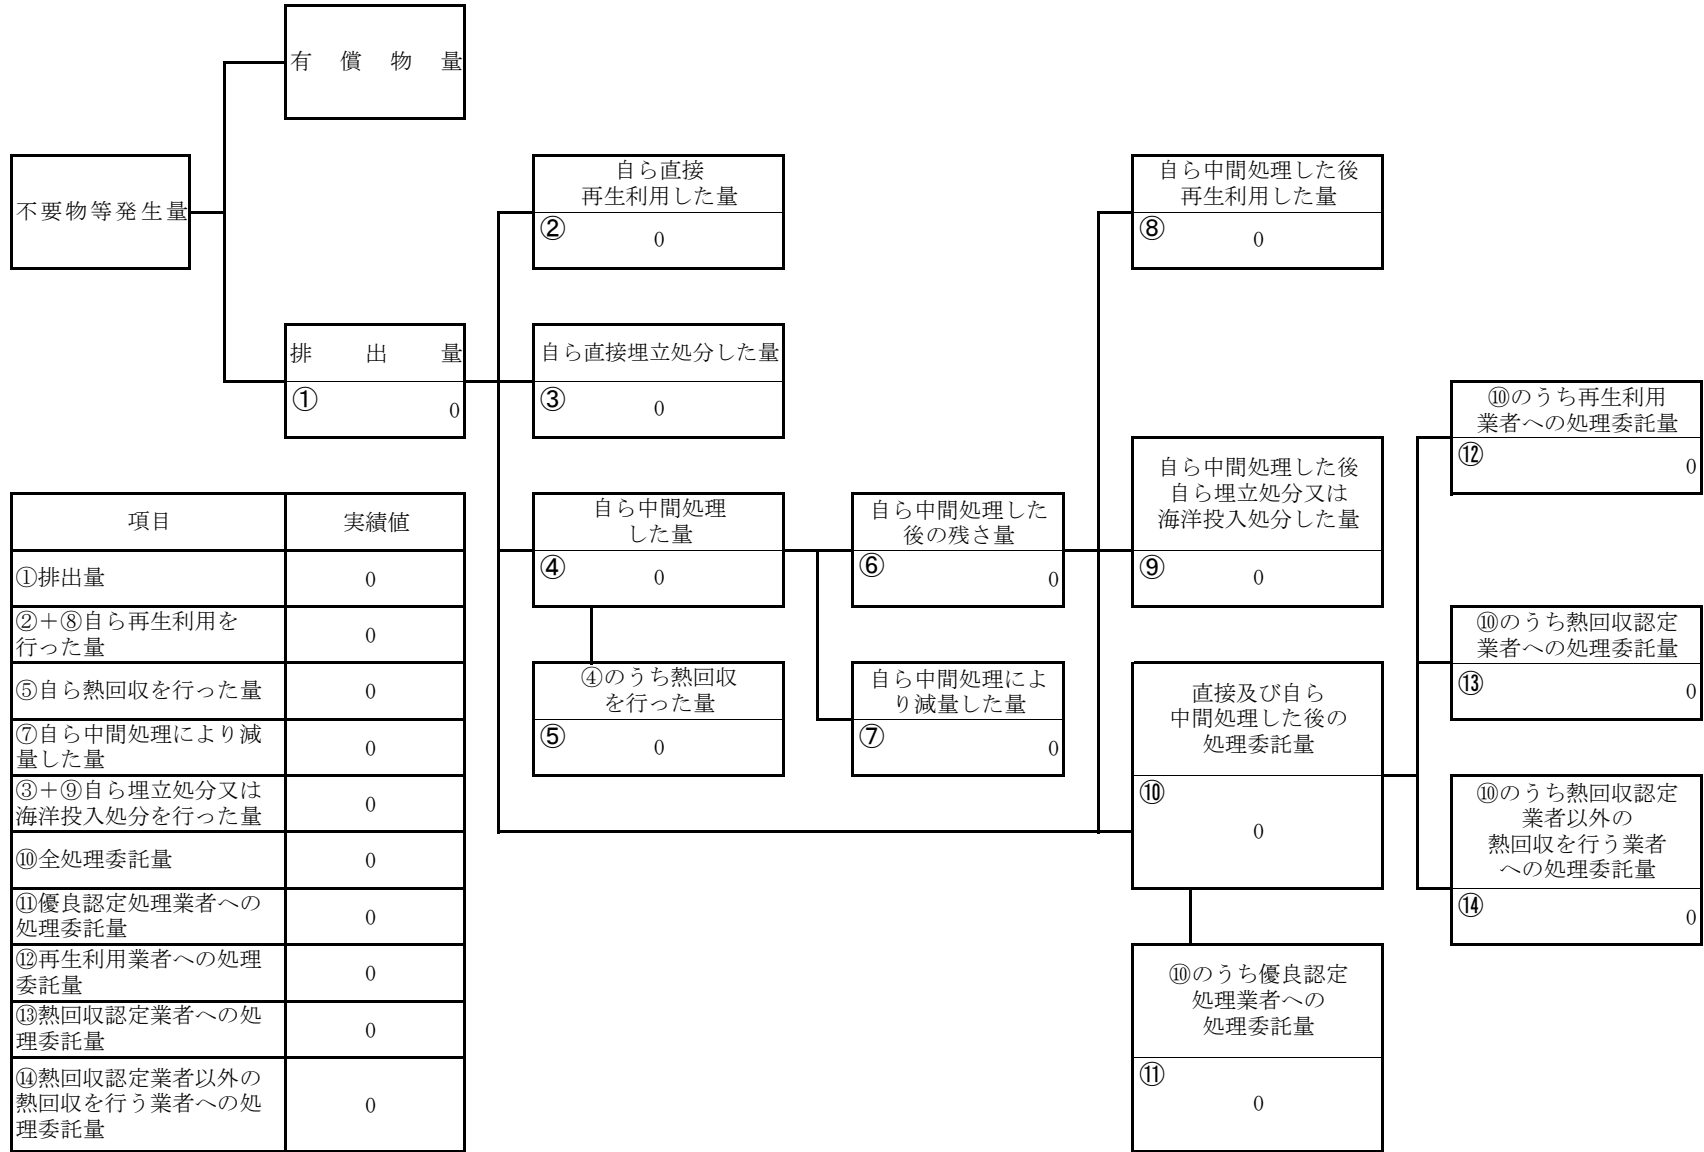 有償物量
不要物等発生量
自ら直接
再生利用した量
②
0
自ら中間処理した後
再生利用した量
⑧
0
排出量
①
0
自ら直接埋立処分した量
③
0
⑩のうち再生利用
業者への処理委託量
⑫
0
自ら中間処理した後
自ら埋立処分又は
海洋投入処分した量
⑨
0
自ら中間処理
した量
④
0
自ら中間処理した
後の残さ量
⑥
0
⑩のうち熱回収認定
業者への処理委託量
⑬
0
④のうち熱回収
を行った量
⑤
0
自ら中間処理によ
り減量した量
⑦
0
直接及び自ら
中間処理した後の
処理委託量
⑩
0
⑩のうち熱回収認定
業者以外の
熱回収を行う業者
への処理委託量
⑭
0
⑩のうち優良認定
処理業者への
処理委託量
⑪
0
項目 実績値
①排出量 0
②＋⑧自ら再生利用を
行った量 0
⑤自ら熱回収を行った量 0
⑦自ら中間処理により減
量した量 0
③＋⑨自ら埋立処分又は
海洋投入処分を行った量 0
⑩全処理委託量 0
⑪優良認定処理業者への
処理委託量 0
⑫再生利用業者への処理
委託量 0
⑬熱回収認定業者への処
理委託量 0
⑭熱回収認定業者以外の
熱回収を行う業者への処 0
理委託量